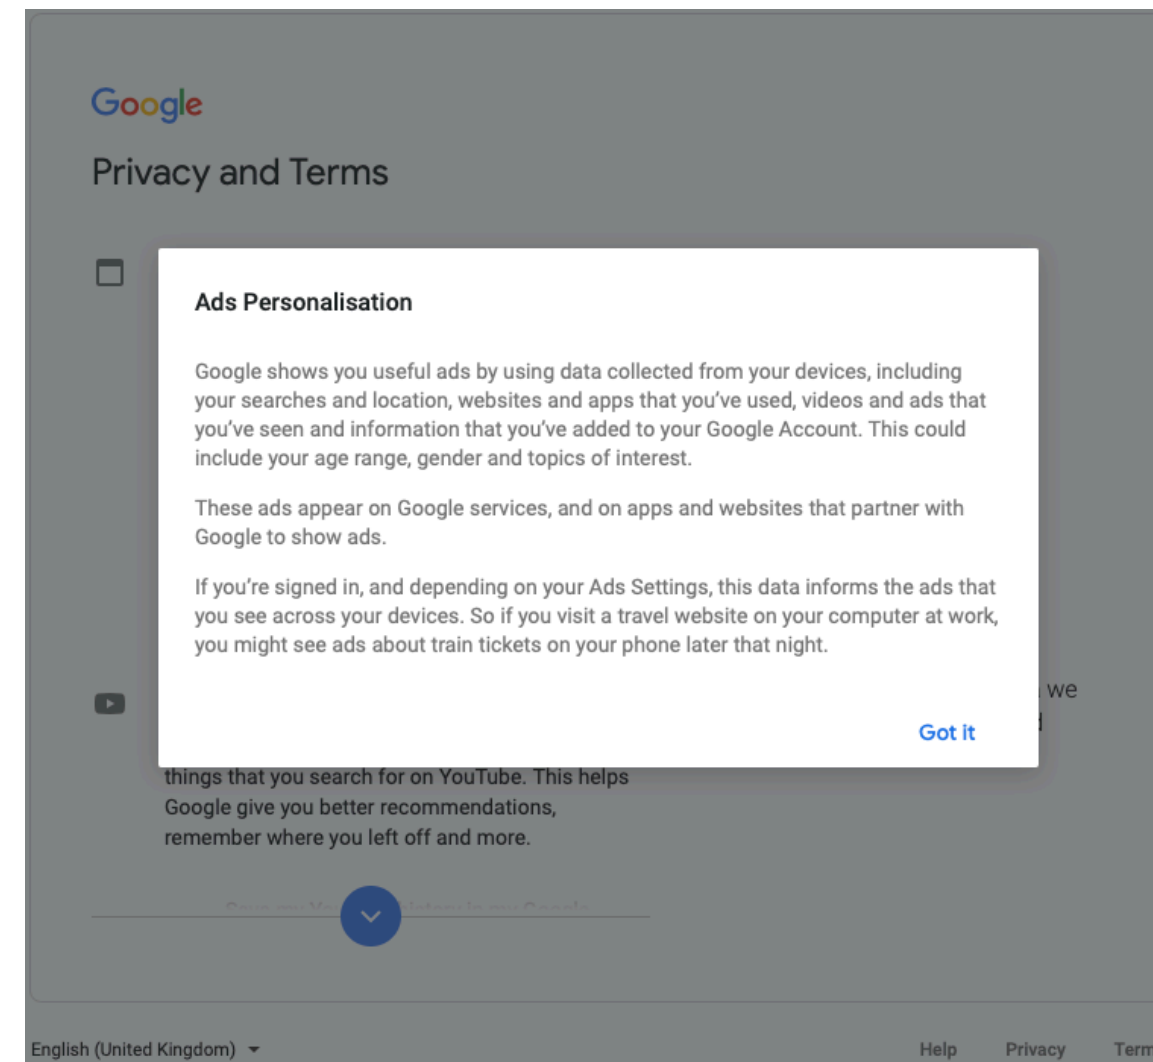 Google
Privacy and Terms
Ads Personalisation
Google shows you useful ads by using data collected from your devices, including
your searches and location, websites and apps that you've used, videos and ads that
you've seen and information that you've added to your Google Account. This could
include your age range, gender and topics of interest.
These ads appear on Google services, and on apps and websites that partner with
Google to show ads.
If you're signed in, and depending on your Ads Settings, this data informs the ads that
you see across your devices. So if you visit a travel website on your computer at work,
you might see ads about train tickets on your phone later that night.
we
Got it
things that you search for on YouTube. This helps
Google give you better recommendations,
remember where you left off and more.
English (United Kingdom)
Help Privacy